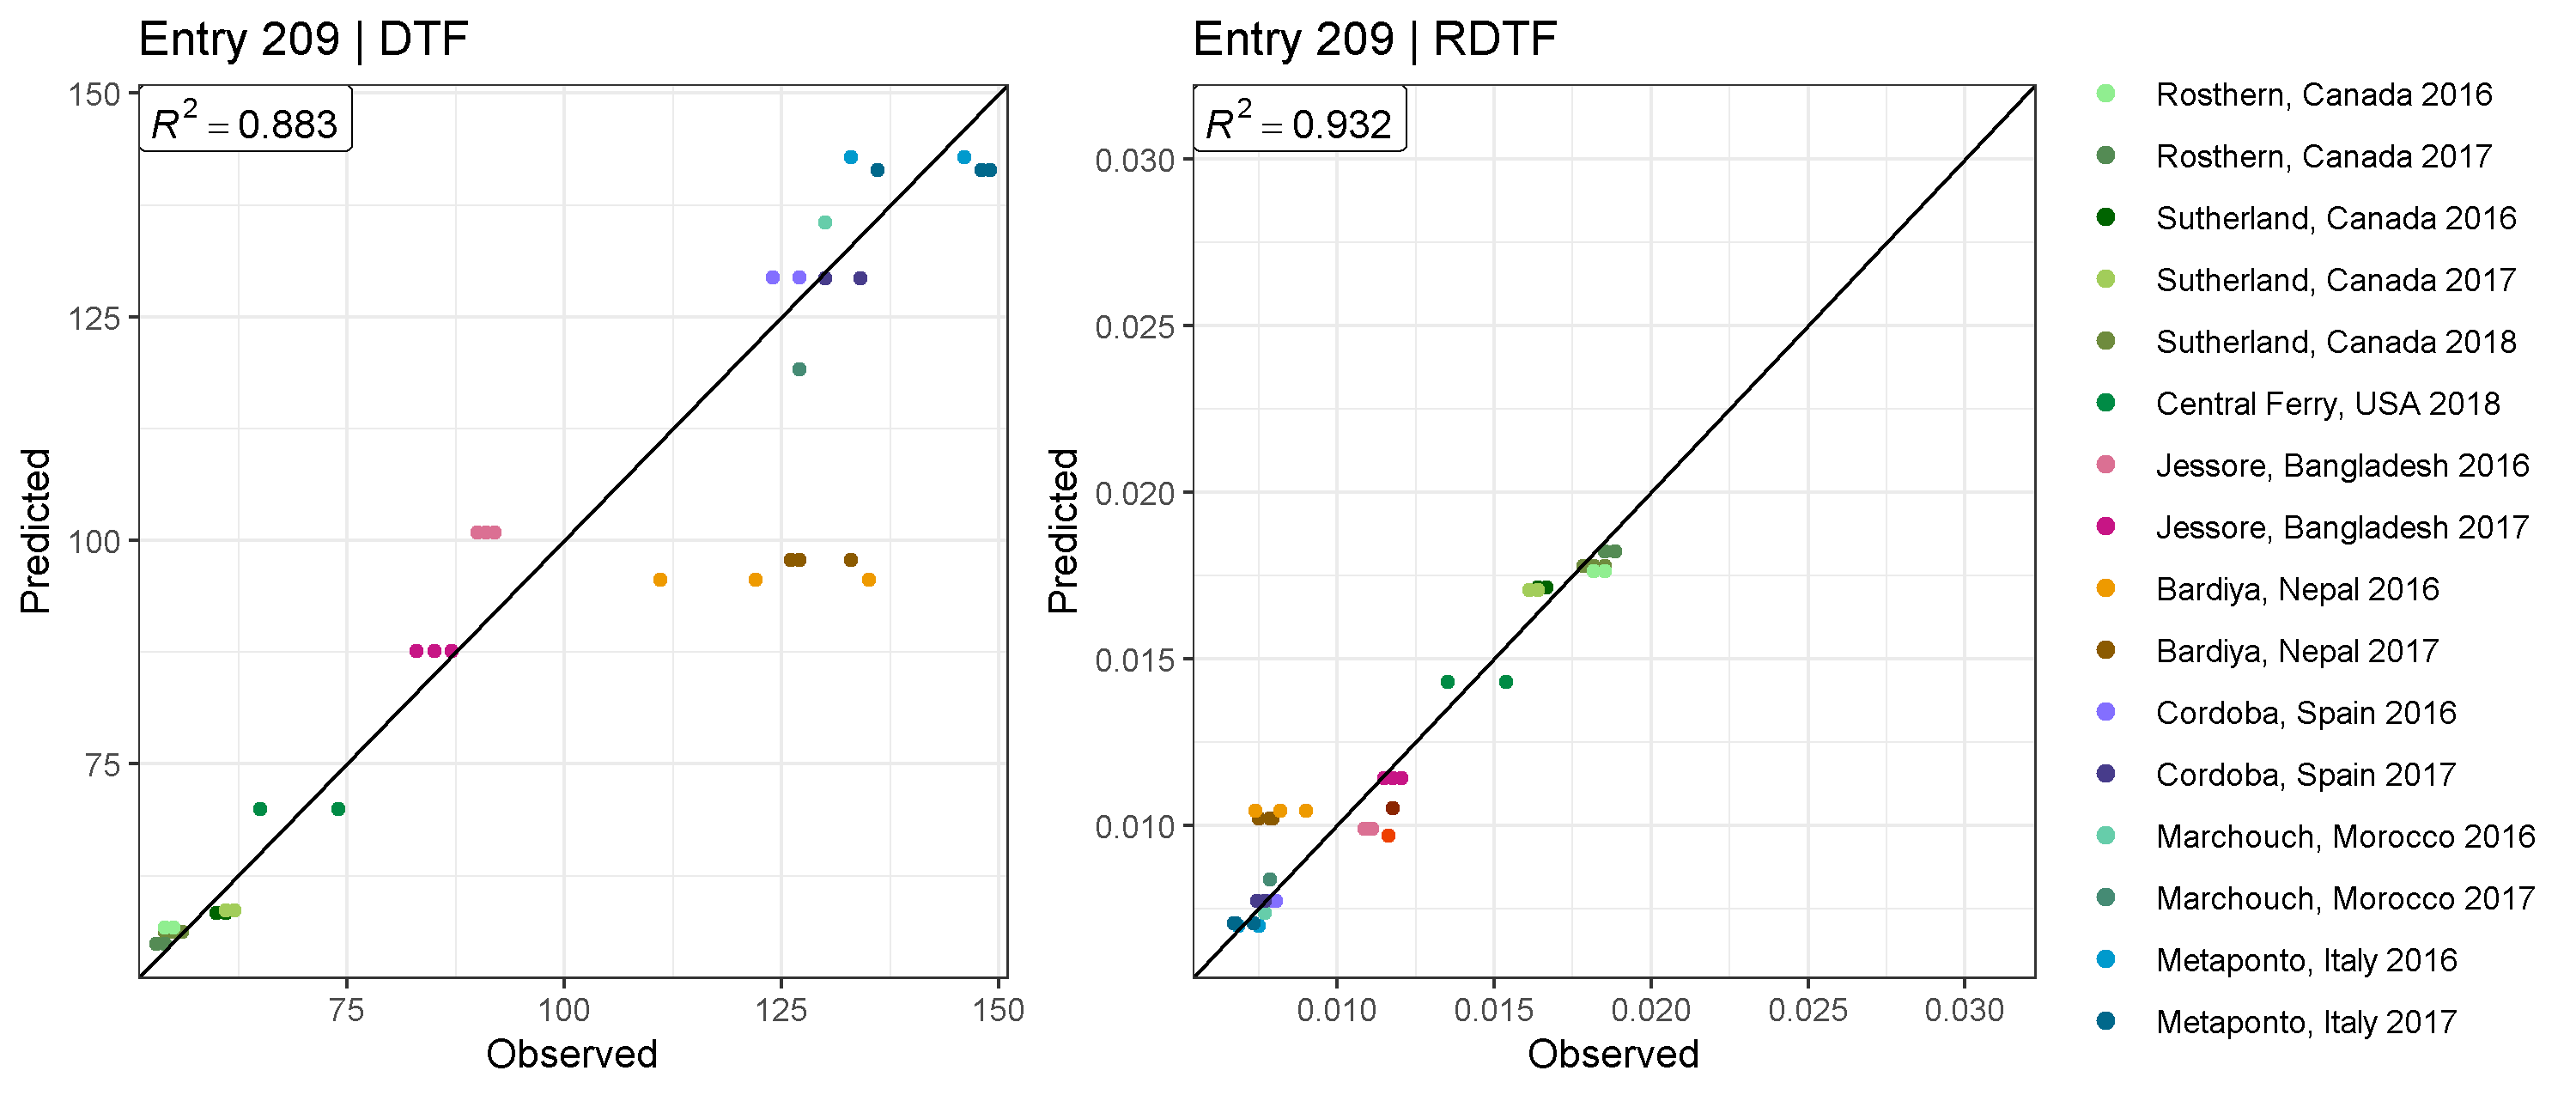 Entry 209 | DTF
R² = 0.883
150
125
100
75
Predicted
75
100
125
150
Observed
Entry 209 | RDTF
R² = 0.932
0.030
0.025
0.020
0.015
0.010
Predicted
0.010
0.015
0.020
0.025
0.030
Observed
Rosthern, Canada 2016
Rosthern, Canada 2017
Sutherland, Canada 2016
Sutherland, Canada 2017
Sutherland, Canada 2018
Central Ferry, USA 2018
Jessore, Bangladesh 2016
Jessore, Bangladesh 2017
Bardiya, Nepal 2016
Bardiya, Nepal 2017
Cordoba, Spain 2016
Cordoba, Spain 2017
Marchouch, Morocco 2016
Marchouch, Morocco 2017
Metaponto, Italy 2016
Metaponto, Italy 2017